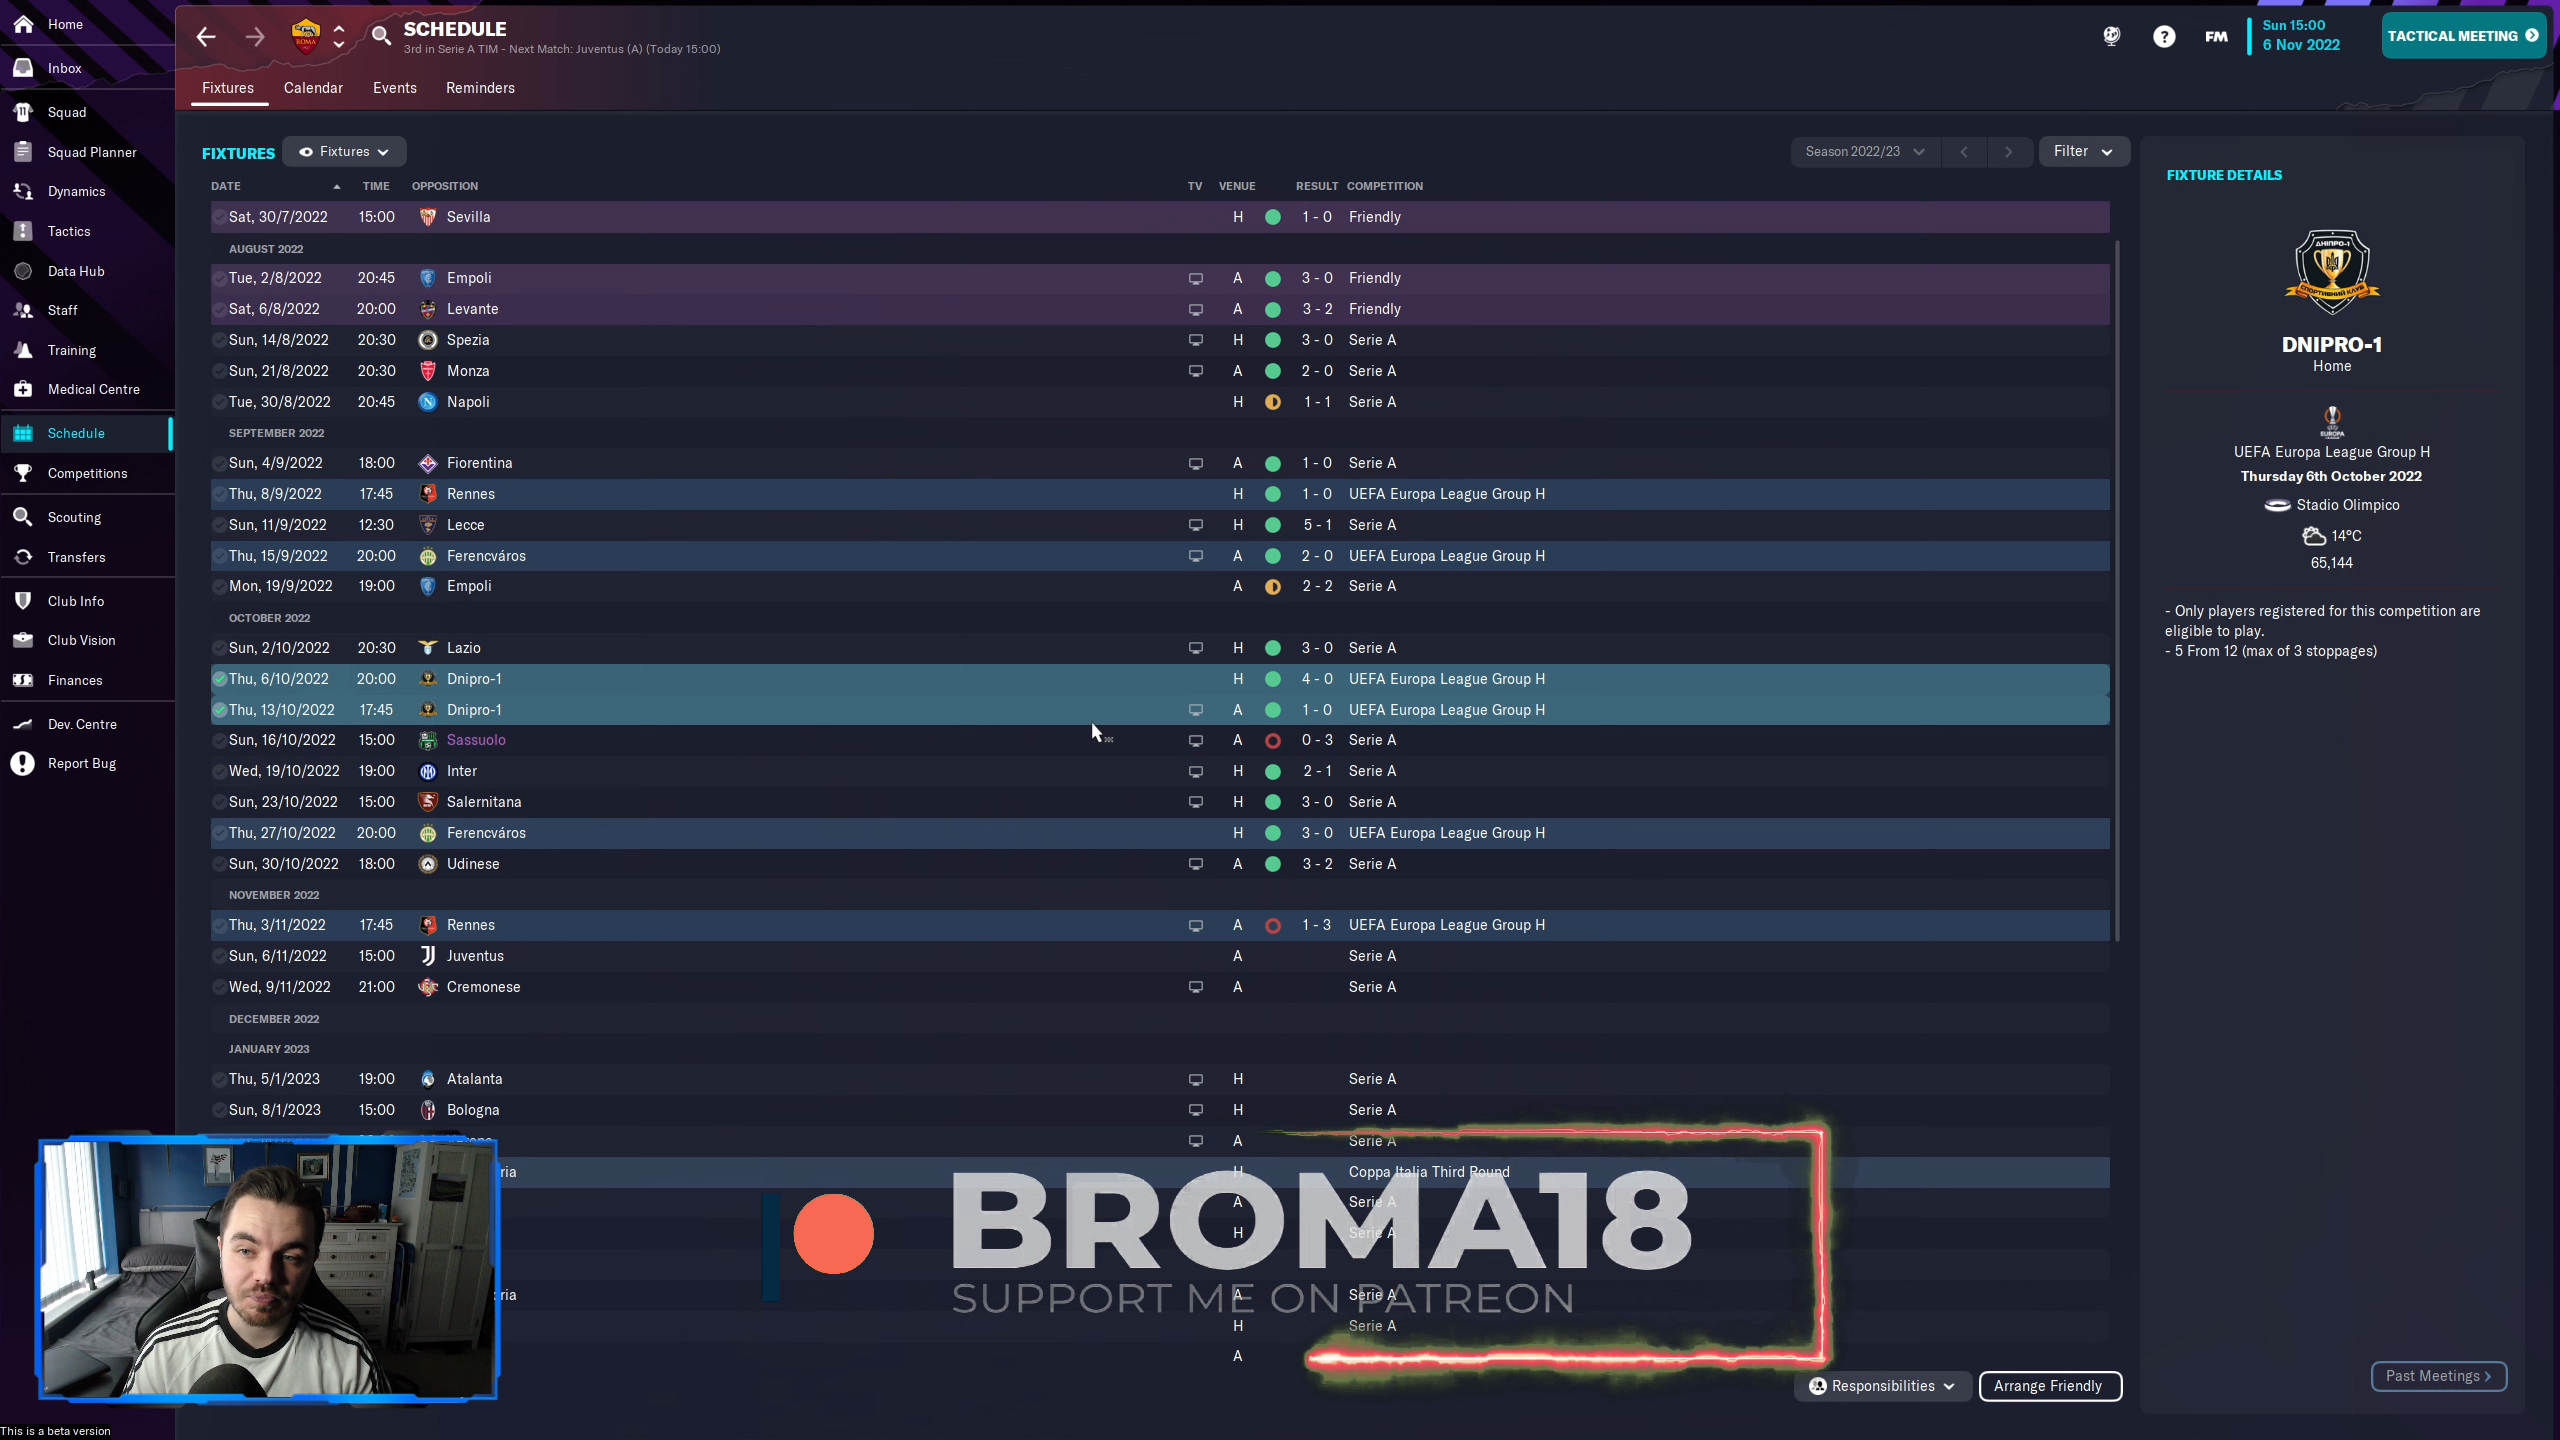 Home
Inbox
Squad
Squad Planner
Dynamics
Tactics
Data Hub
Staff
Training
Medical Centre
Schedule
Competitions
Scouting
Transfers
Club Info
Club Vision
Finances
Dev. Centre
Report Bug
This is a beta version
SCHEDULE
3rd in Serie A TIM - Next Match: Juventus (A) (Today 15:00)
FM
Sun 15:00
6 Nov 2022
TACTICAL MEETING
Fixtures Calendar Events Reminders
FIXTURES Fixtures Season 2022/23 Filter
DATE TIME OPPOSITION TV VENUE RESULT COMPETITION
Sat, 30/7/2022 15:00 Sevilla H 1 - 0 Friendly
AUGUST 2022
Tue, 2/8/2022 20:45 Empoli A 3 - 0 Friendly
Sat, 6/8/2022 20:00 Levante A 3 - 2 Friendly
Sun, 14/8/2022 20:30 Spezia H 3 - 0 Serie A
Sun, 21/8/2022 20:30 Monza A 2 - 0 Serie A
Tue, 30/8/2022 20:45 Napoli H 1 - 1 Serie A
SEPTEMBER 2022
Sun, 4/9/2022 18:00 Fiorentina A 1 - 0 Serie A
Thu, 8/9/2022 17:45 Rennes H 1 - 0 UEFA Europa League Group H
Sun, 11/9/2022 12:30 Lecce H 5 - 1 Serie A
Thu, 15/9/2022 20:00 Ferencváros A 2 - 0 UEFA Europa League Group H
Mon, 19/9/2022 19:00 Empoli A 2 - 2 Serie A
OCTOBER 2022
Sun, 2/10/2022 20:30 Lazio H 3 - 0 Serie A
Thu, 6/10/2022 20:00 Dnipro-1 H 4 - 0 UEFA Europa League Group H
Thu, 13/10/2022 17:45 Dnipro-1 A 1 - 0 UEFA Europa League Group H
Sun, 16/10/2022 15:00 Sassuolo A 0 - 3 Serie A
Wed, 19/10/2022 19:00 Inter H 2 - 1 Serie A
Sun, 23/10/2022 15:00 Salernitana H 3 - 0 Serie A
Thu, 27/10/2022 20:00 Ferencváros H 3 - 0 UEFA Europa League Group H
Sun, 30/10/2022 18:00 Udinese A 3 - 2 Serie A
NOVEMBER 2022
Thu, 3/11/2022 17:45 Rennes A 1 - 3 UEFA Europa League Group H
Sun, 6/11/2022 15:00 Juventus A Serie A
Wed, 9/11/2022 21:00 Cremonese A Serie A
DECEMBER 2022
JANUARY 2023
Thu, 5/1/2023 19:00 Atalanta H Serie A
Sun, 8/1/2023 15:00 Bologna H Serie A
A Serie A
ria H Coppa Italia Third Round
A Serie A
H Serie A
ria A Serie A
H Serie A
A
BROMA18
SUPPORT ME ON PATREON
Responsibilities Arrange Friendly
FIXTURE DETAILS
DNIPRO-1
Home
EUROPA
UEFA Europa League Group H
Thursday 6th October 2022
Stadio Olimpico
14°C
65,144
- Only players registered for this competition are
eligible to play.
- 5 From 12 (max of 3 stoppages)
Past Meetings